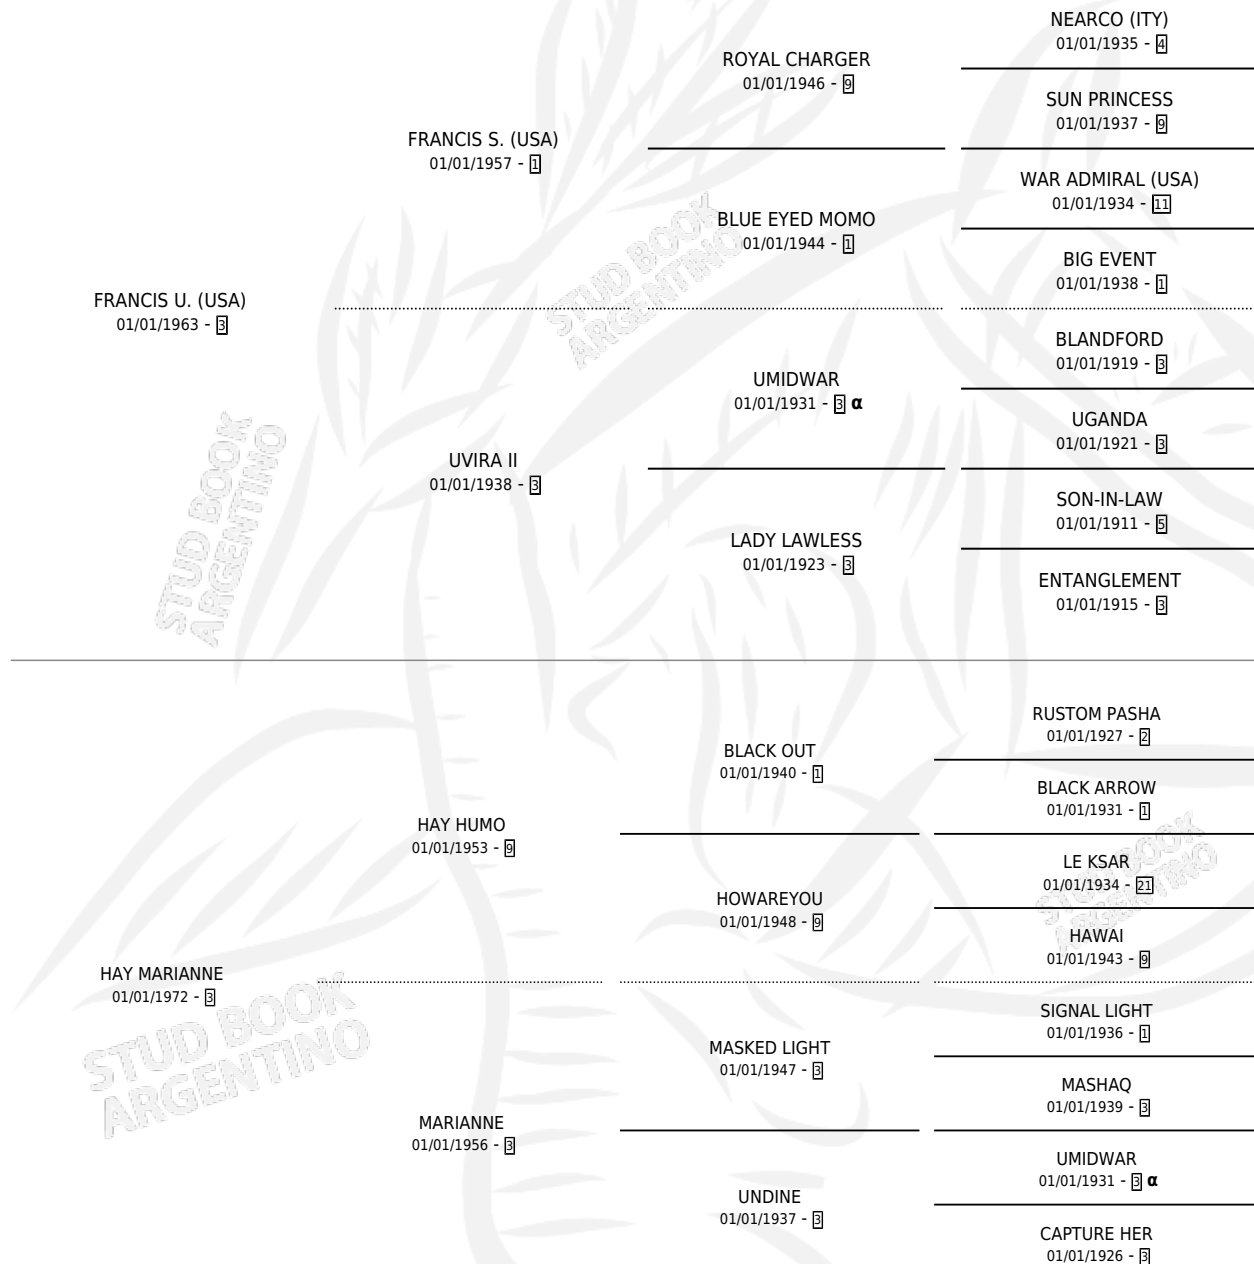 FRANCIS U. (USA)
01/01/1963 - 3
FRANCIS S. (USA)
01/01/1957 - 1
ROYAL CHARGER
01/01/1946 - 9
NEARCO (ITY)
01/01/1935 - 4
SUN PRINCESS
01/01/1937 - 9
BLUE EYED MOMO
01/01/1944 - 1
WAR ADMIRAL (USA)
01/01/1934 - 11
BIG EVENT
01/01/1938 - 1
UVIRA II
01/01/1938 - 3
UMIDWAR
01/01/1931 - 3 α
BLANDFORD
01/01/1919 - 3
UGANDA
01/01/1921 - 3
LADY LAWLESS
01/01/1923 - 3
SON-IN-LAW
01/01/1911 - 5
ENTANGLEMENT
01/01/1915 - 3
HAY MARIANNE
01/01/1972 - 3
HAY HUMO
01/01/1953 - 9
BLACK OUT
01/01/1940 - 1
RUSTOM PASHA
01/01/1927 - 2
BLACK ARROW
01/01/1931 - 1
HOWAREYOU
01/01/1948 - 9
LE KSAR
01/01/1934 - 21
HAWAI
01/01/1943 - 9
MARIANNE
01/01/1956 - 3
MASKED LIGHT
01/01/1947 - 3
SIGNAL LIGHT
01/01/1936 - 1
MASHAQ
01/01/1939 - 3
UNDINE
01/01/1937 - 3
UMIDWAR
01/01/1931 - 3 α
CAPTURE HER
01/01/1926 - 3
STUD BOOK
ARGENTINO
STUD BOOK
ARGENTINO
STUD BOOK
ARGENTINO
STUD BOOK
ARGENTINO